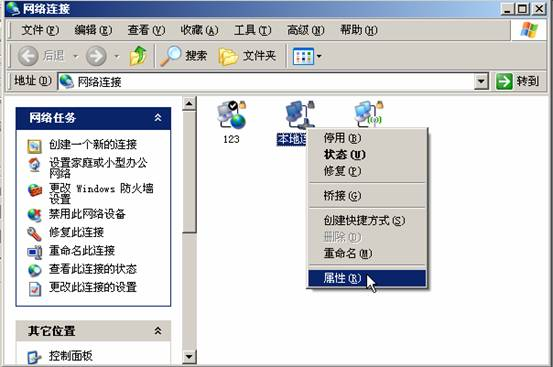 网络连接
文件(F) 编辑(E) 查看(V) 收藏(A) 工具(T) 高级(N) 帮助(H)
后退 搜索 文件夹
地址(D) 网络连接 转到
网络任务
创建一个新的连接
设置家庭或小型办公
网络
更改 Windows 防火墙
设置
禁用此网络设备
修复此连接
重命名此连接
查看此连接的状态
更改此连接的设置
其它位置
控制面板
123
本地连
停用(B)
状态(U)
修复(P)
桥接(G)
创建快捷方式(S)
删除(D)
重命名(M)
属性(R)